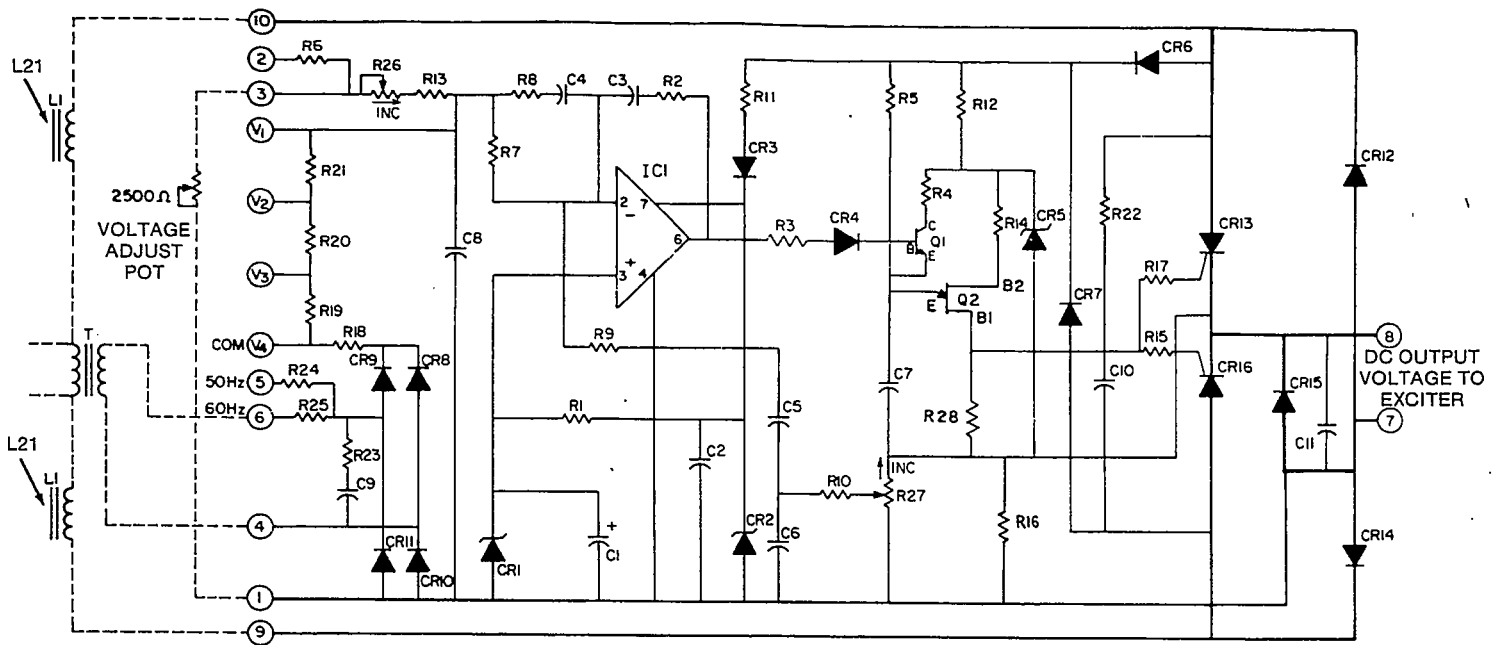 10
2
R6
L21
L1
R26
R13
R8
C4
C3
R2
CR6
3
INC
R11
R5
R12
V1
R7
IC1
CR3
R21
CR12
2500Ω
VOLTAGE
ADJUST
POT
V2
2
7
R4
R14
CR5
R22
CR13
R20
C8
6
R3
CR4
C
B
Q1
E
V3
3
4
R17
R19
E
Q2
B2
B1
CR7
T
COM
V4
R18
R9
R15
8
DC OUTPUT
VOLTAGE TO
EXCITER
CR9
CR8
C7
C10
CR16
50Hz
5
R24
CR15
60Hz
6
R25
R1
C5
R28
7
L21
R23
C2
C11
L1
C9
R10
INC
R27
4
R16
CR11
CR10
CR1
+
C1
CR2
C6
CR14
1
9